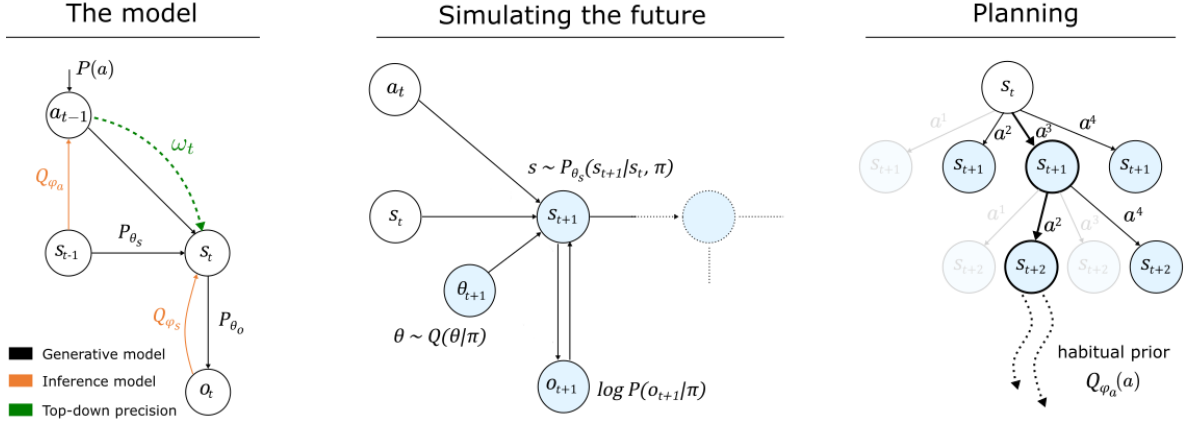 The model
P(a)
a_{t−1}
ω_t
Q_{φ_a}
s_{t-1}
P_{θ_s}
s_t
Q_{φ_s}
P_{θ_o}
o_t
Generative model
Inference model
Top-down precision
Simulating the future
a_t
s ~ P_{θ_s}(s_{t+1}|s_t, π)
s_t
s_{t+1}
θ_{t+1}
θ ~ Q(θ|π)
o_{t+1}
log P(o_{t+1}|π)
Planning
s_t
a^1
a^2
a^3
a^4
s_{t+1}
s_{t+1}
s_{t+1}
s_{t+1}
a^1
a^2
a^3
a^4
s_{t+2}
s_{t+2}
s_{t+2}
s_{t+2}
habitual prior
Q_{φ_a}(a)